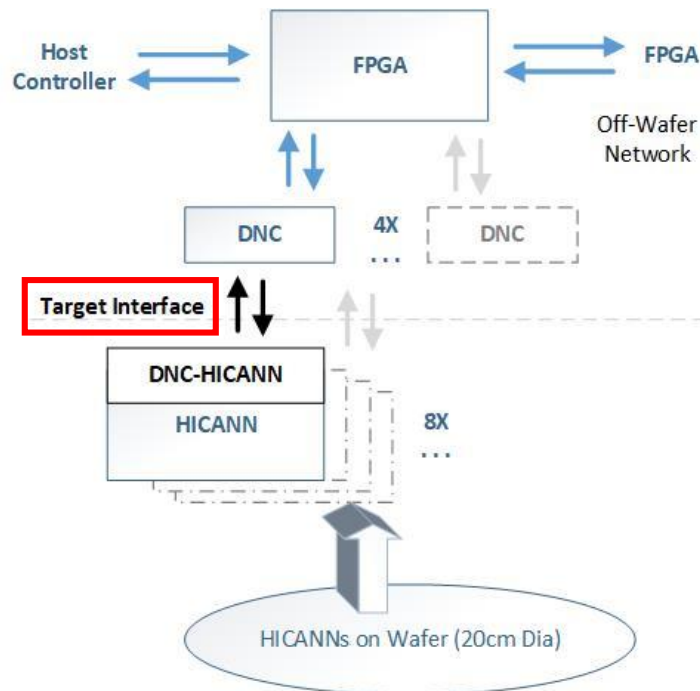 Host
Controller
FPGA
FPGA
Off-Wafer
Network
DNC
4X
...
DNC
Target Interface
DNC-HICANN
HICANN
8X
...
HICANNs on Wafer (20cm Dia)